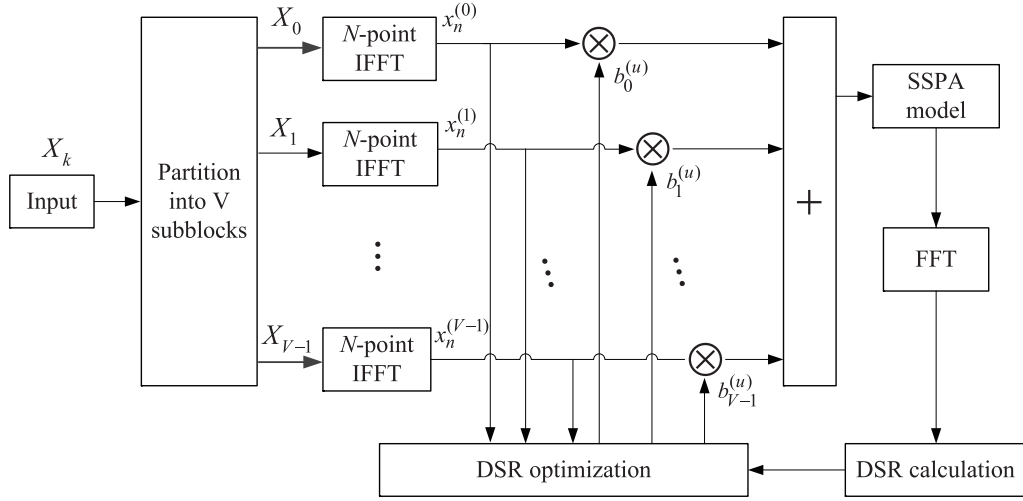 X_k
Input
Partition
into V
subblocks
X_0
N-point
IFFT
x_n^{(0)}
b_0^{(u)}
X_1
N-point
IFFT
x_n^{(1)}
b_1^{(u)}
X_{V−1}
N-point
IFFT
x_n^{(V−1)}
b_{V−1}^{(u)}
+
SSPA
model
FFT
DSR calculation
DSR optimization